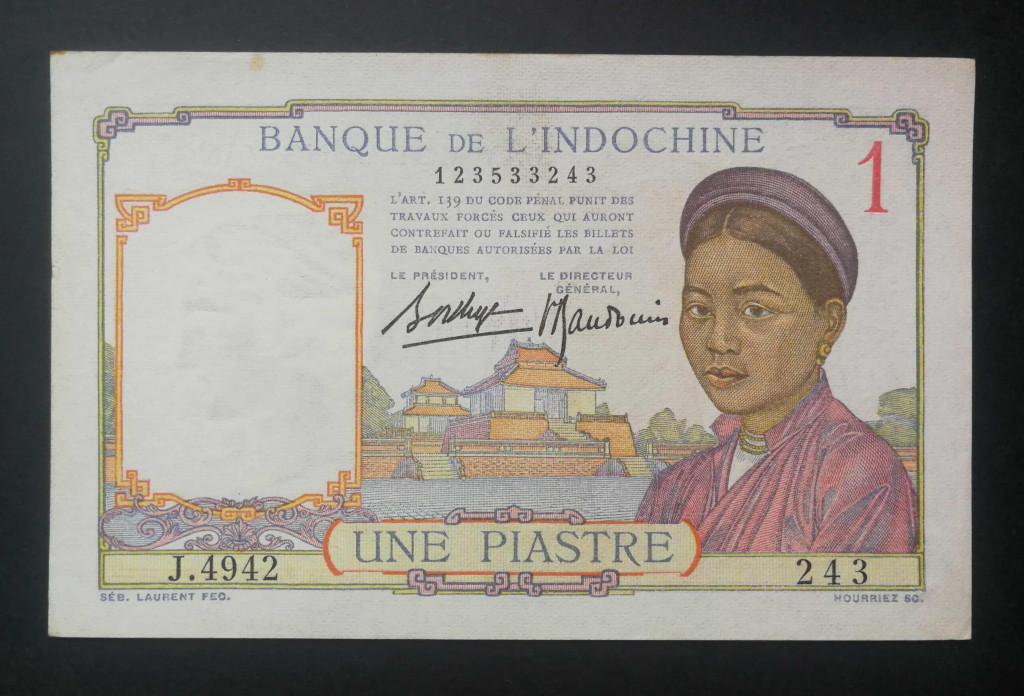 BANQUE DE L'INDOCHINE
123533243
1
L'ART. 139 DU CODE PÉNAL PUNIT DES
TRAVAUX FORCÉS CEUX QUI AURONT
CONTREFAIT OU FALSIFIÉ LES BILLETS
DE BANQUES AUTORISÉES PAR LA LOI
LE PRÉSIDENT, LE DIRECTEUR
GÉNÉRAL,
UNE PIASTRE
J.4942 243
SÉB. LAURENT FEC. HOURRIEZ SC.